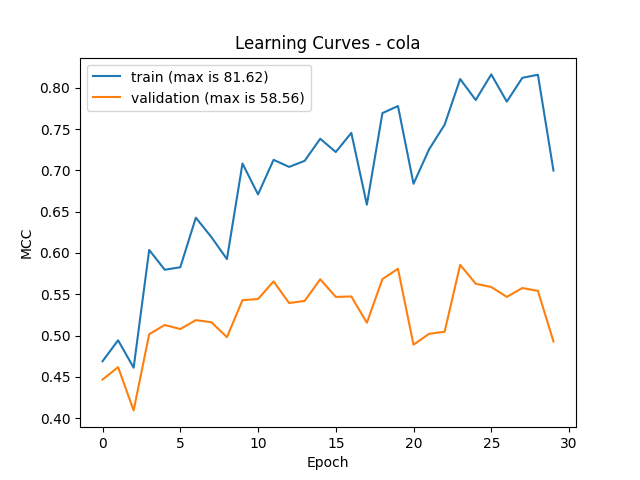 Learning Curves - cola
train (max is 81.62)
validation (max is 58.56)
MCC
0.80
0.75
0.70
0.65
0.60
0.55
0.50
0.45
0.40
0 5 10 15 20 25 30
Epoch